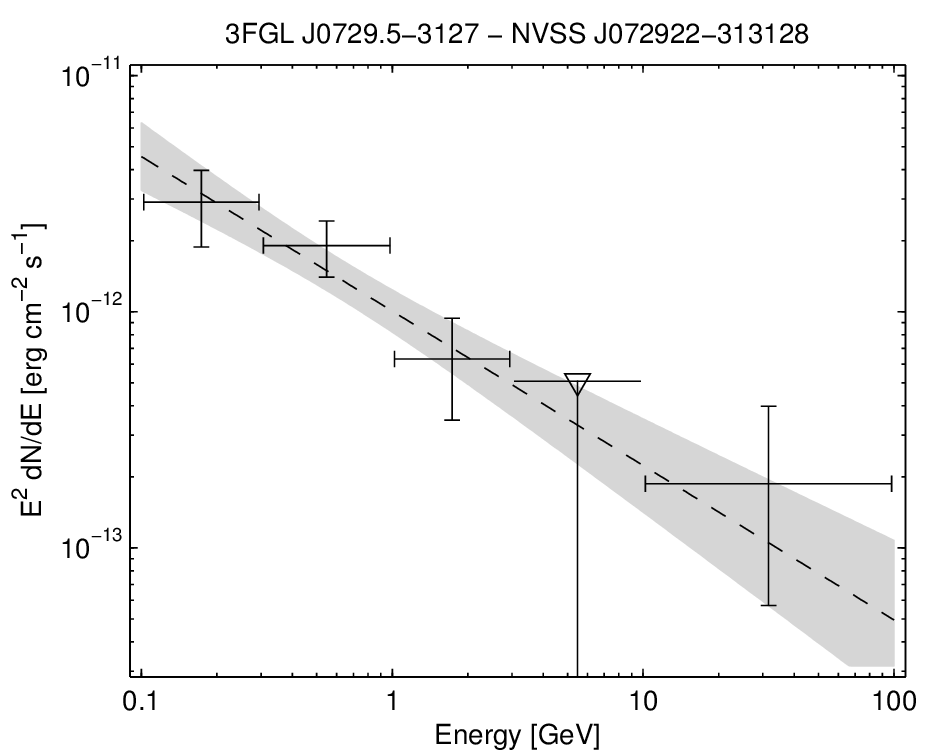 3FGL J0729.5−3127 − NVSS J072922−313128
10⁻¹¹
10⁻¹²
10⁻¹³
E² dN/dE [erg cm⁻² s⁻¹]
0.1 1 10 100
Energy [GeV]